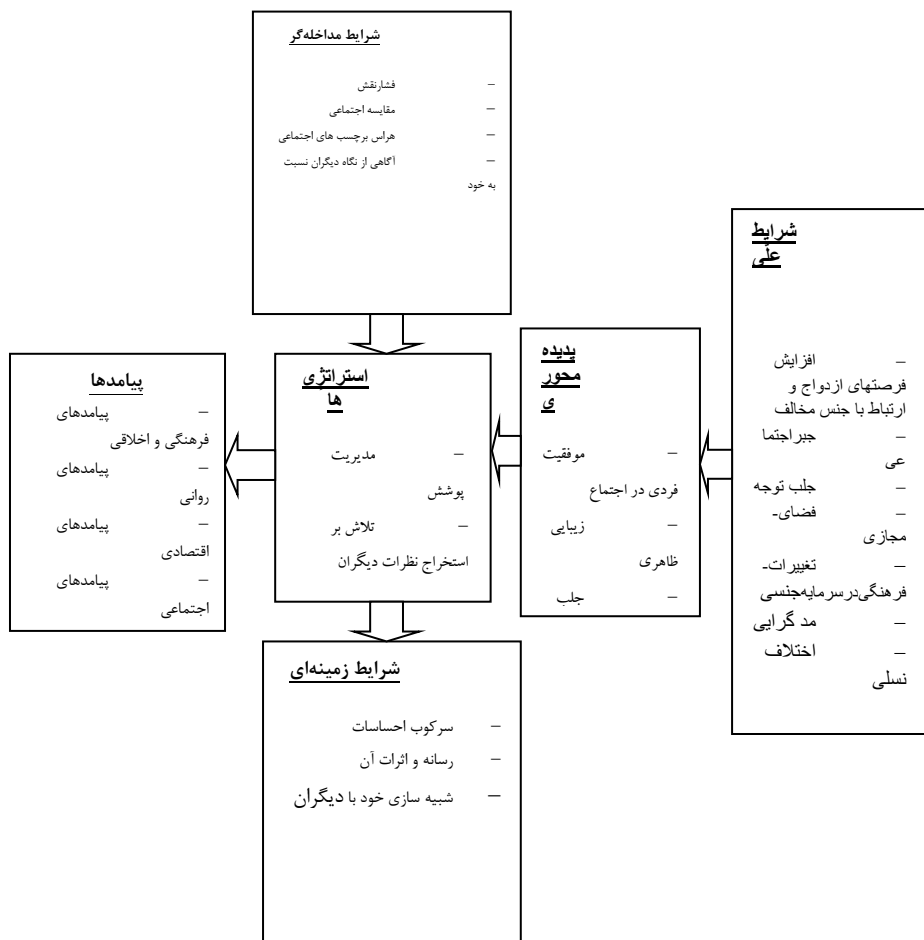 شرایط مداخله‌گر
– فشارنقش
– مقایسه اجتماعی
– هراس برچسب های اجتماعی
– آگاهی از نگاه دیگران نسبت
به خود
شرایط
علّی
– افزایش
فرصتهای ازدواج و
ارتباط با جنس مخالف
– جبراجتما
عی
– جلب توجه
– فضای-
مجازی
– تغییرات-
فرهنگی‌درسرمایه‌جنسی
– مد گرایی
– اختلاف
نسلی
پدیده
محور
ی
– موفقیت
فردی در اجتماع
– زیبایی
ظاهری
– جلب
استراتژی
ها
– مدیریت
پوشش
– تلاش بر
استخراج نظرات دیگران
پیامدها
– پیامدهای
فرهنگی و اخلاقی
– پیامدهای
روانی
– پیامدهای
اقتصادی
– پیامدهای
اجتماعی
شرایط زمینه‌ای
– سرکوب احساسات
– رسانه و اثرات آن
– شبیه سازی خود با دیگران